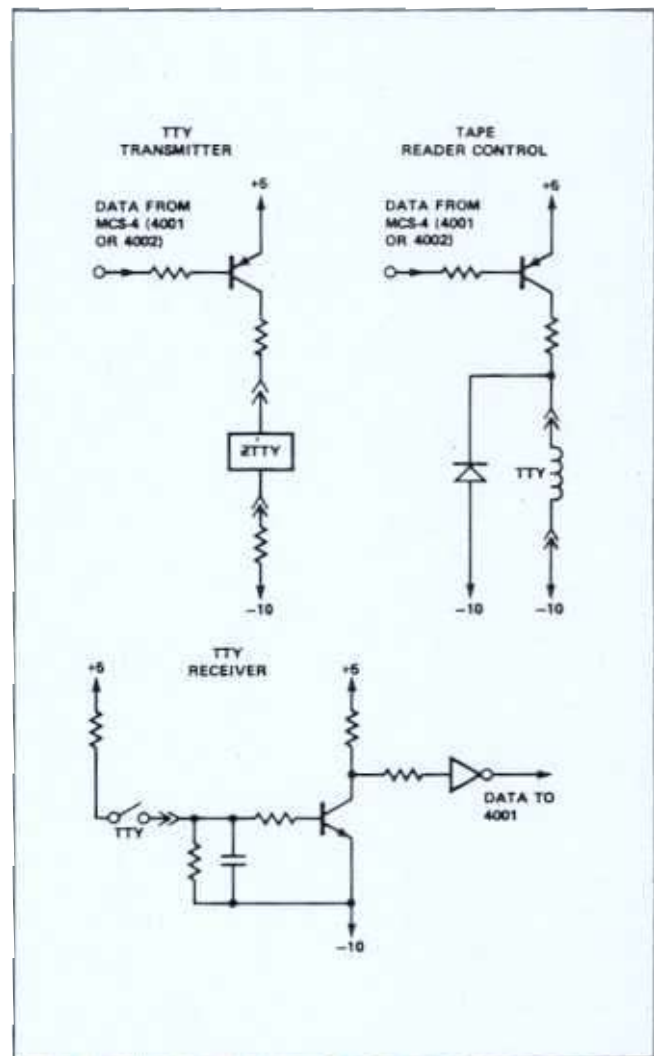 TTY
TRANSMITTER
+5
DATA FROM
MCS-4 (4001
OR 4002)
ZTTY
-10
TAPE
READER CONTROL
+5
DATA FROM
MCS-4 (4001
OR 4002)
TTY
-10
-10
TTY
RECEIVER
+5
+5
TTY
DATA TO
4001
-10